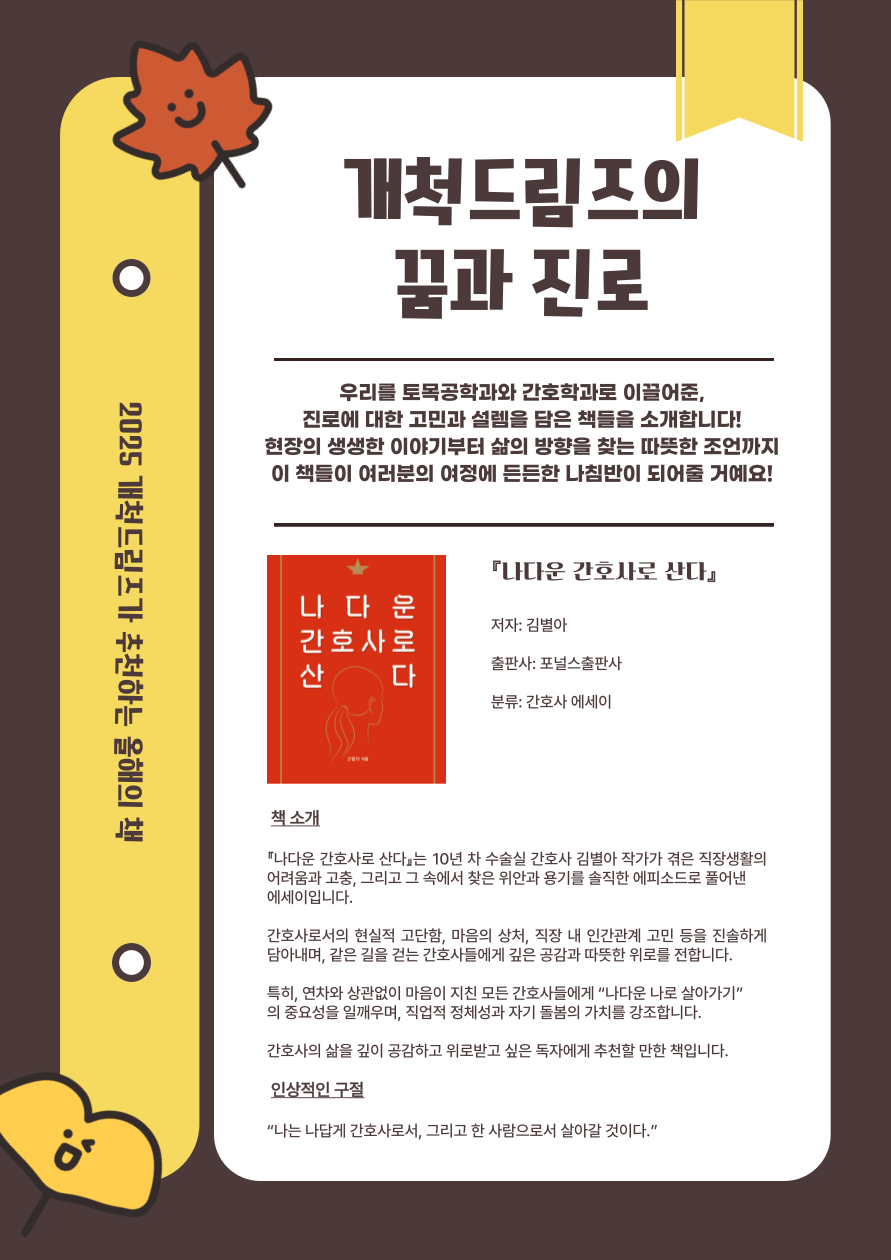 개척드림즈의
꿈과 진로
우리를 토목공학과와 간호학과로 이끌어준,
진로에 대한 고민과 설렘을 담은 책들을 소개합니다!
현장의 생생한 이야기부터 삶의 방향을 찾는 따뜻한 조언까지
이 책들이 여러분의 여정에 든든한 나침반이 되어줄 거예요!
2025 개척드림즈가 추천하는 올해의 책
나 다 운
간호사로
산 다
김별아 에세이
『나다운 간호사로 산다』
저자: 김별아
출판사: 포널스출판사
분류: 간호사 에세이
책 소개
『나다운 간호사로 산다』는 10년 차 수술실 간호사 김별아 작가가 겪은 직장생활의
어려움과 고충, 그리고 그 속에서 찾은 위안과 용기를 솔직한 에피소드로 풀어낸
에세이입니다.
간호사로서의 현실적 고단함, 마음의 상처, 직장 내 인간관계 고민 등을 진솔하게
담아내며, 같은 길을 걷는 간호사들에게 깊은 공감과 따뜻한 위로를 전합니다.
특히, 연차와 상관없이 마음이 지친 모든 간호사들에게 “나다운 나로 살아가기”
의 중요성을 일깨우며, 직업적 정체성과 자기 돌봄의 가치를 강조합니다.
간호사의 삶을 깊이 공감하고 위로받고 싶은 독자에게 추천할 만한 책입니다.
인상적인 구절
“나는 나답게 간호사로서, 그리고 한 사람으로서 살아갈 것이다.”